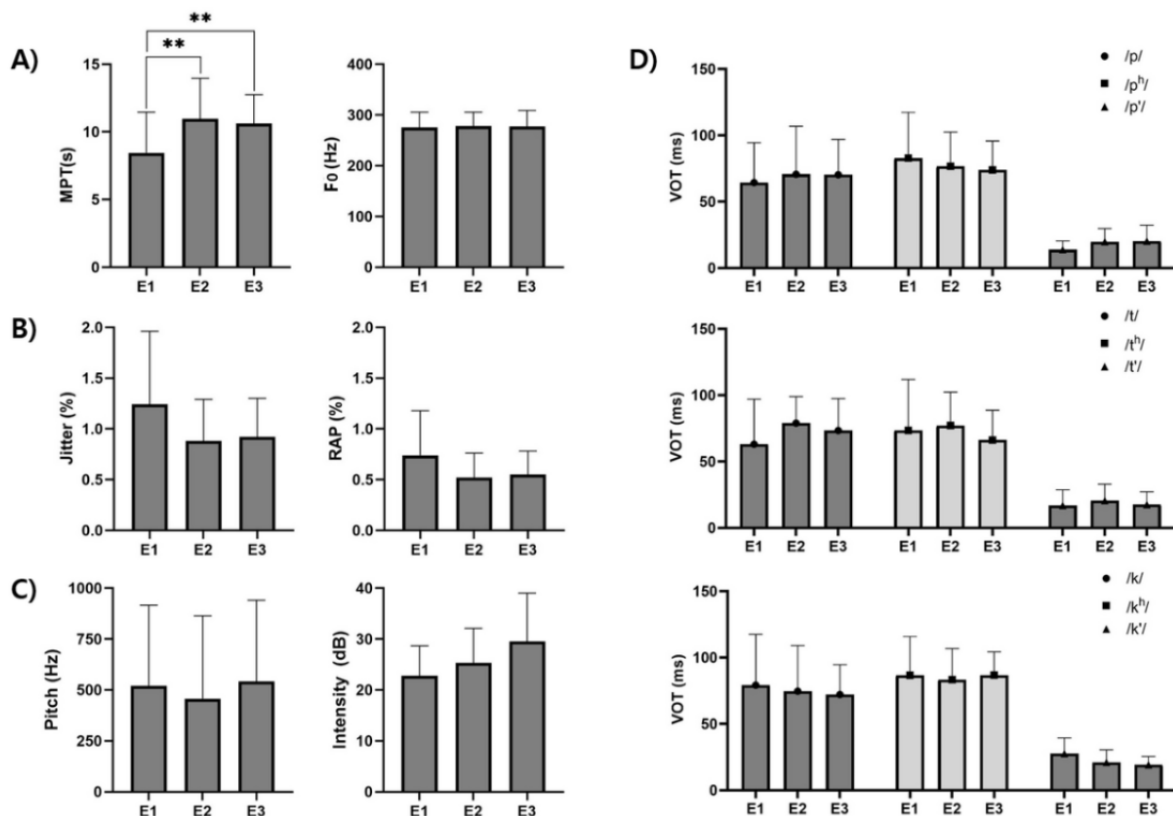 A)
**
**
MPT(s)
15
10
5
0
E1 E2 E3
F0 (Hz)
400
300
200
100
0
E1 E2 E3
B)
Jitter (%)
2.0
1.5
1.0
0.5
0.0
E1 E2 E3
RAP (%)
2.0
1.5
1.0
0.5
0.0
E1 E2 E3
C)
Pitch (Hz)
1000
750
500
250
0
E1 E2 E3
Intensity (dB)
40
30
20
10
0
E1 E2 E3
D)
/p/
/pʰ/
/p'/
VOT (ms)
150
100
50
0
E1 E2 E3 E1 E2 E3 E1 E2 E3
/t/
/tʰ/
/t'/
VOT (ms)
150
100
50
0
E1 E2 E3 E1 E2 E3 E1 E2 E3
/k/
/kʰ/
/k'/
VOT (ms)
150
100
50
0
E1 E2 E3 E1 E2 E3 E1 E2 E3